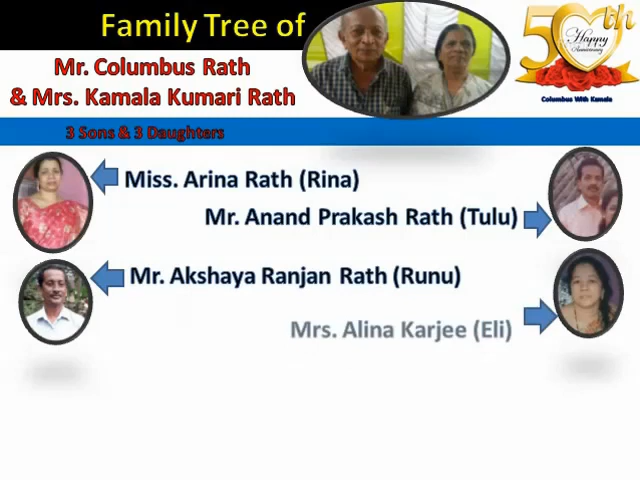 Family Tree of
Mr. Columbus Rath
& Mrs. Kamala Kumari Rath
50th
Happy
Anniversary
Columbus With Kamala
3 Sons & 3 Daughters
Miss. Arina Rath (Rina)
Mr. Anand Prakash Rath (Tulu)
Mr. Akshaya Ranjan Rath (Runu)
Mrs. Alina Karjee (Eli)